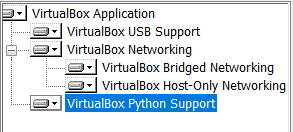 VirtualBox Application
VirtualBox USB Support
VirtualBox Networking
VirtualBox Bridged Networking
VirtualBox Host-Only Networking
VirtualBox Python Support